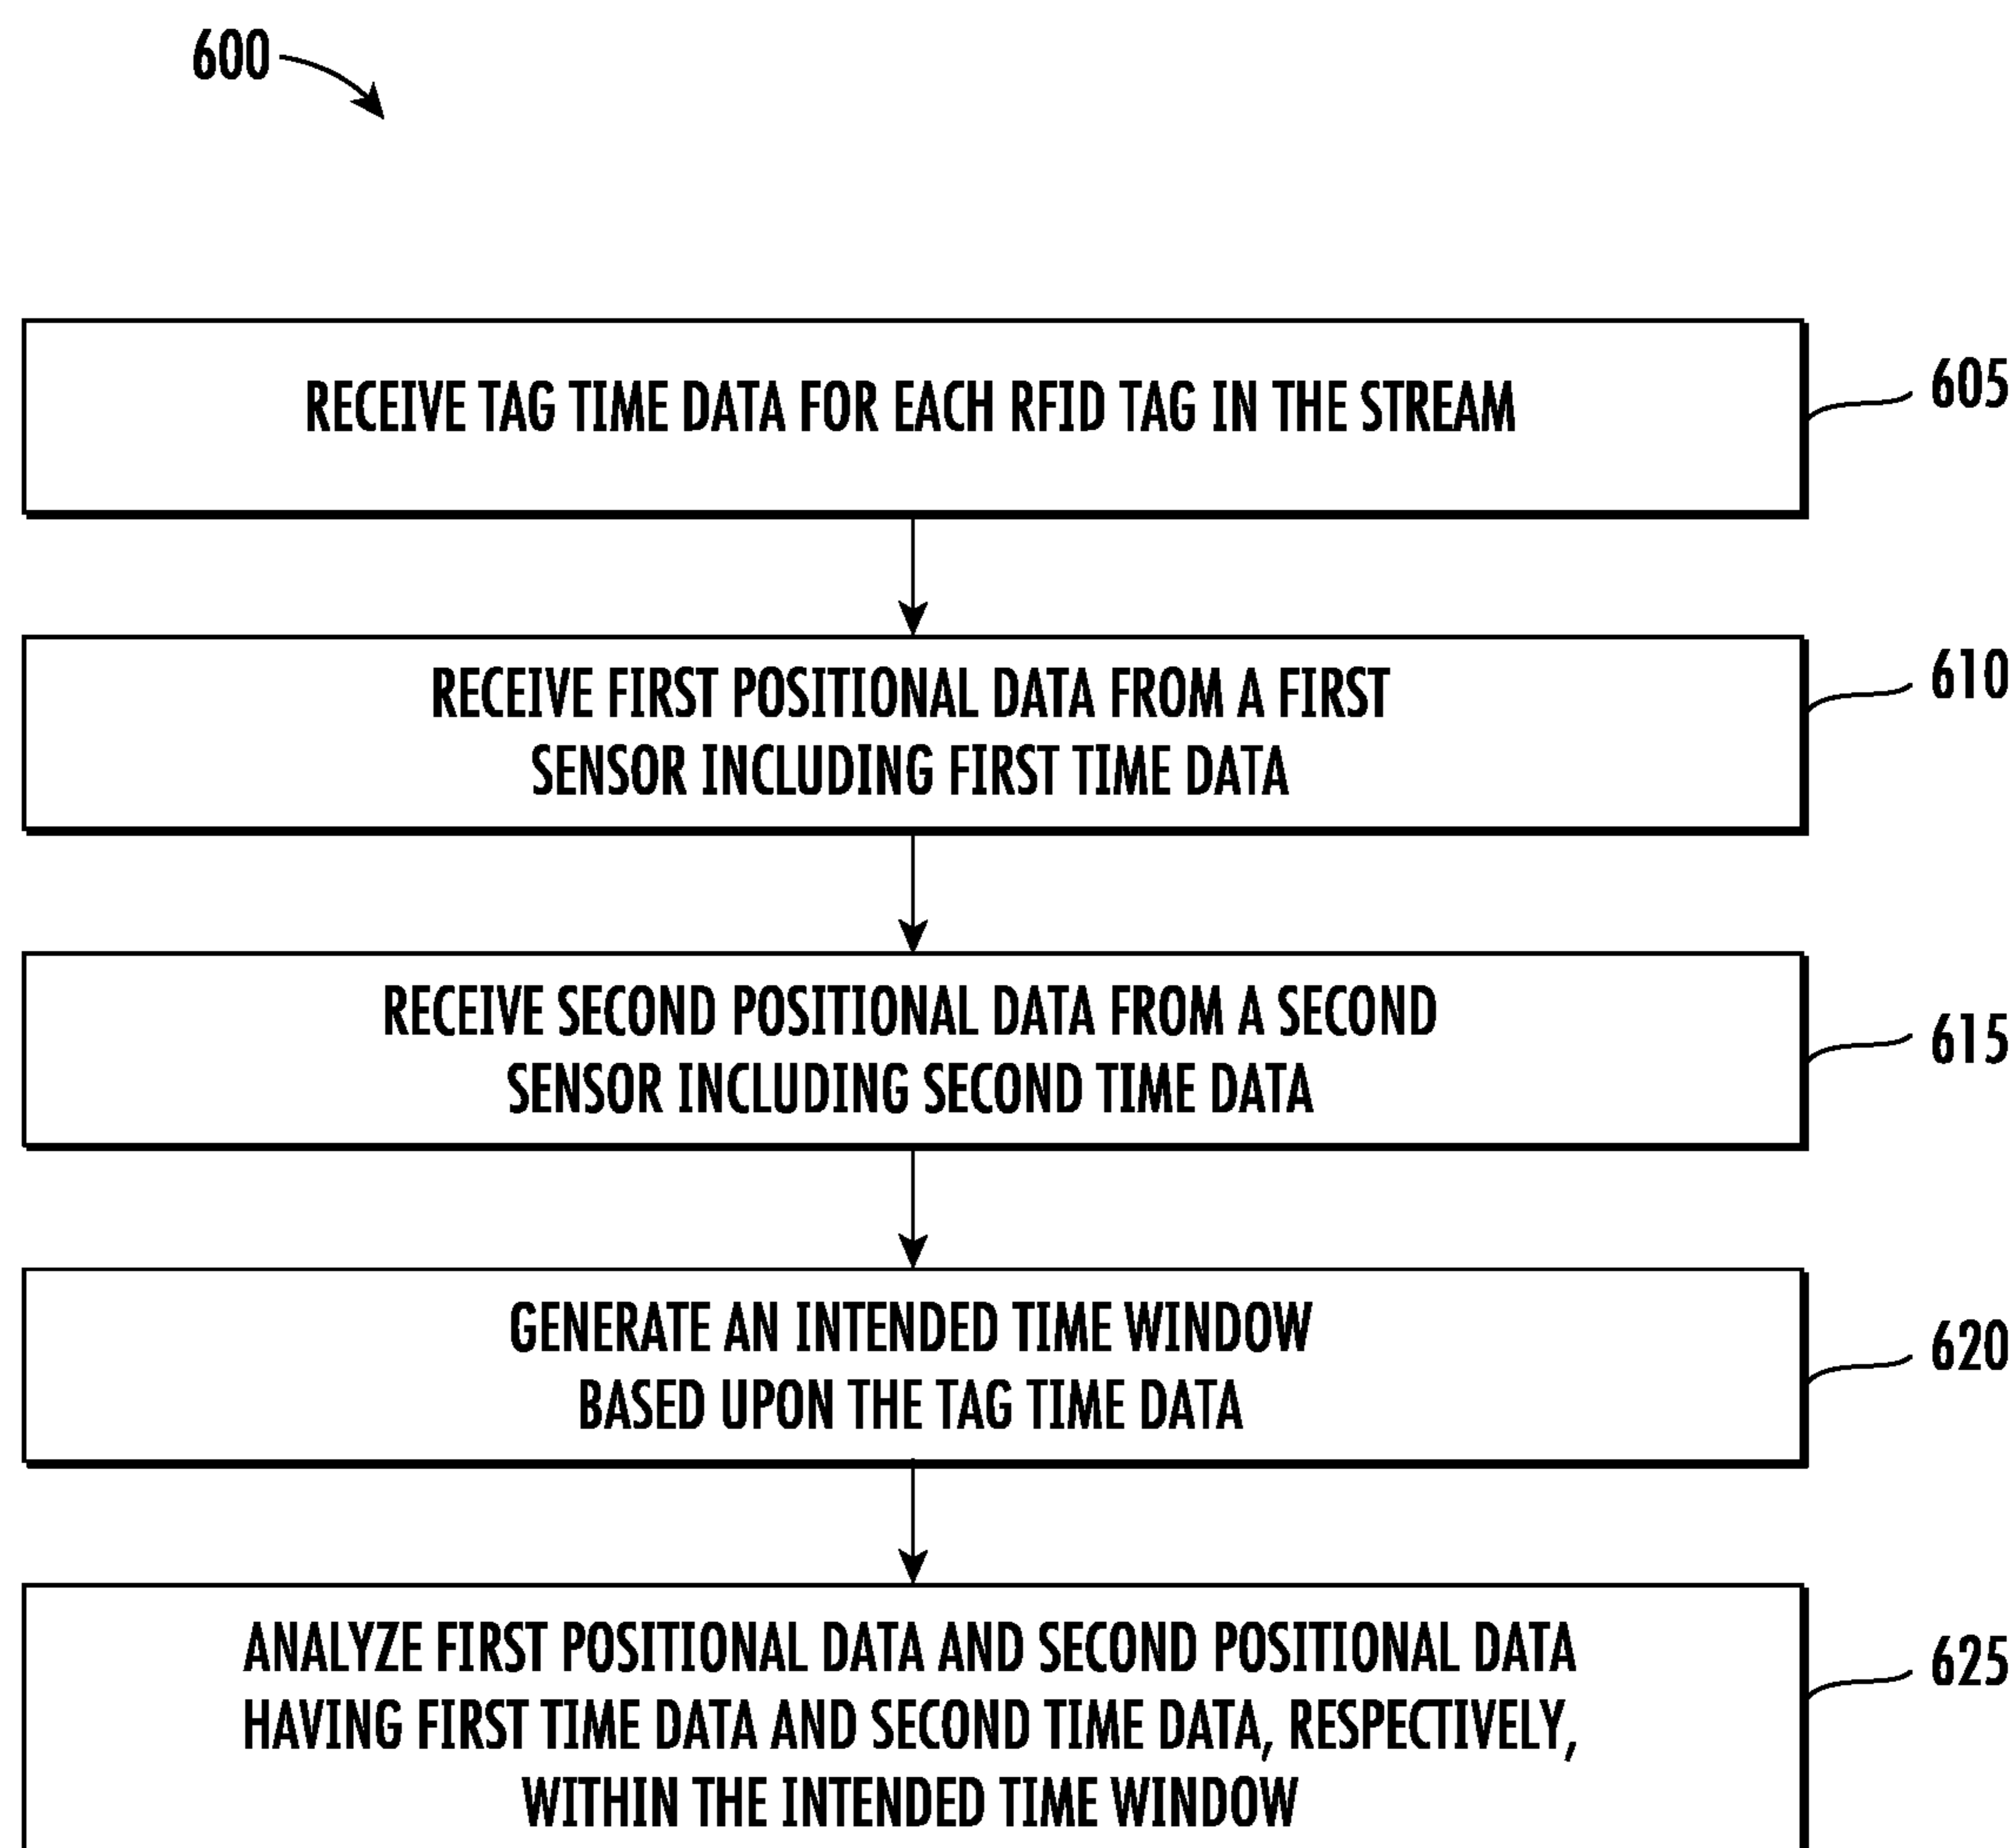 600
RECEIVE TAG TIME DATA FOR EACH RFID TAG IN THE STREAM
605
RECEIVE FIRST POSITIONAL DATA FROM A FIRST
SENSOR INCLUDING FIRST TIME DATA
610
RECEIVE SECOND POSITIONAL DATA FROM A SECOND
SENSOR INCLUDING SECOND TIME DATA
615
GENERATE AN INTENDED TIME WINDOW
BASED UPON THE TAG TIME DATA
620
ANALYZE FIRST POSITIONAL DATA AND SECOND POSITIONAL DATA
HAVING FIRST TIME DATA AND SECOND TIME DATA, RESPECTIVELY,
WITHIN THE INTENDED TIME WINDOW
625